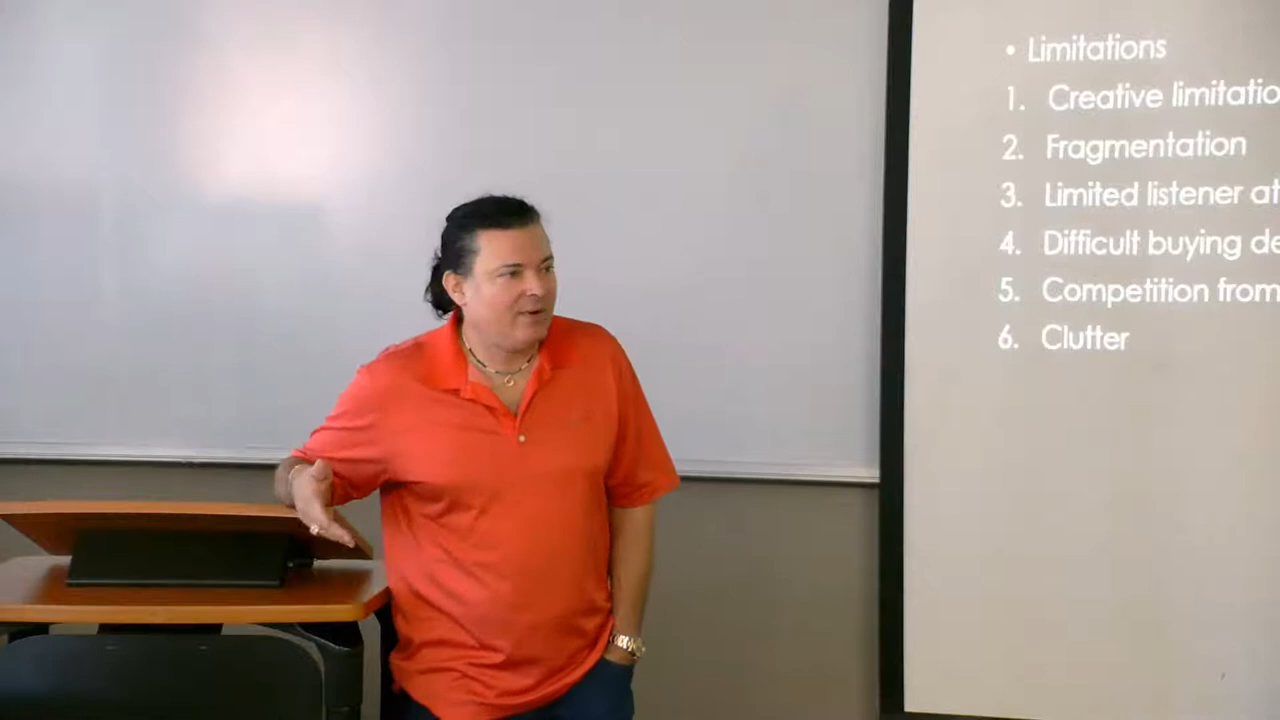 • Limitations
1. Creative limitatio
2. Fragmentation
3. Limited listener at
4. Difficult buying de
5. Competition from
6. Clutter